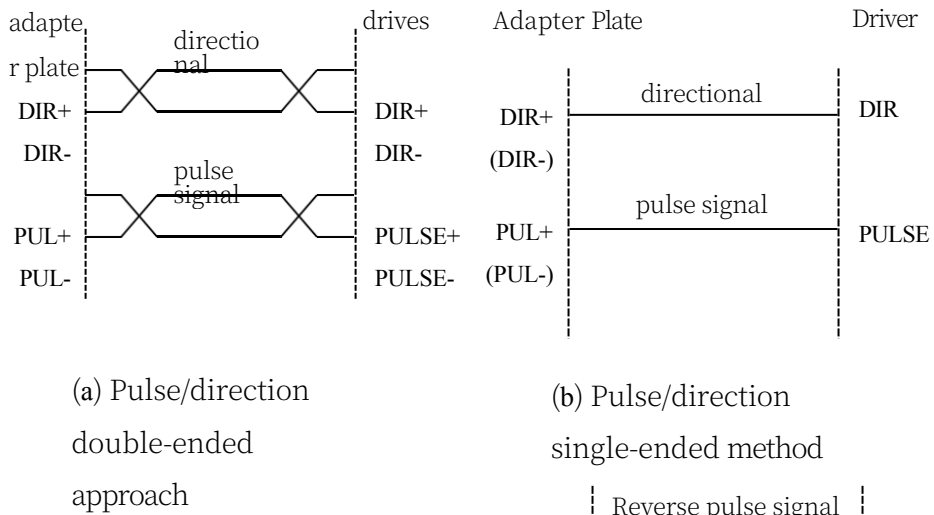 adapte
r plate
drives
directio
nal
DIR+
DIR+
DIR-
DIR-
pulse
signal
PUL+
PULSE+
PUL-
PULSE-
(a) Pulse/direction
double-ended
approach
Adapter Plate
Driver
directional
DIR+
DIR
(DIR-)
pulse signal
PUL+
PULSE
(PUL-)
(b) Pulse/direction
single-ended method
Reverse pulse signal